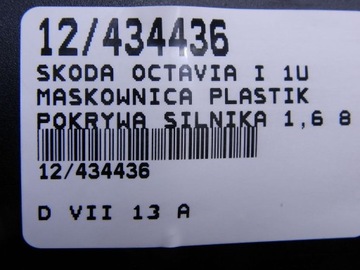 12/434436
SKODA OCTAVIA I 1U
MASKOWNICA PLASTIK
POKRYWA SILNIKA 1,6 8
12/434436
D VII 13 A